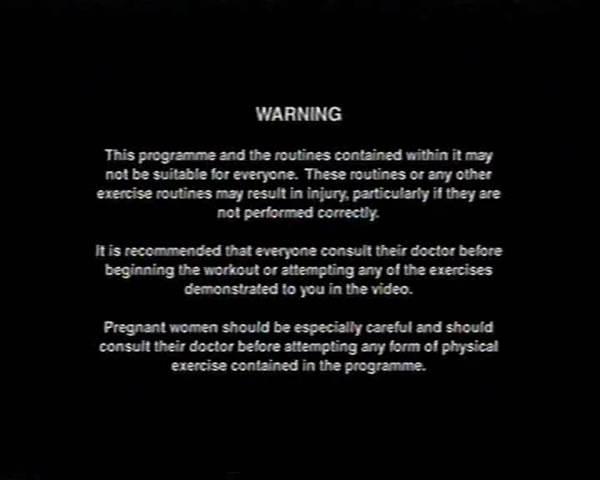 WARNING
This programme and the routines contained within it may
not be suitable for everyone. These routines or any other
exercise routines may result in injury, particularly if they are
not performed correctly.
It is recommended that everyone consult their doctor before
beginning the workout or attempting any of the exercises
demonstrated to you in the video.
Pregnant women should be especially careful and should
consult their doctor before attempting any form of physical
exercise contained in the programme.